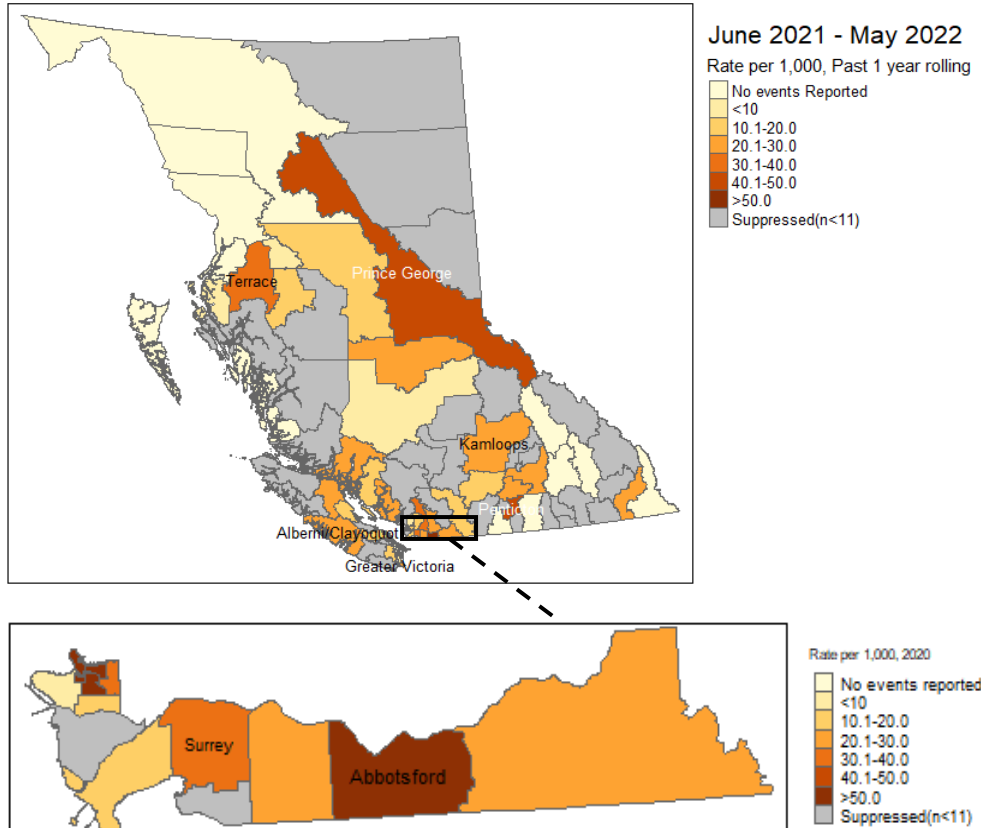 June 2021 - May 2022
Rate per 1,000, Past 1 year rolling
No events Reported
<10
10.1-20.0
20.1-30.0
30.1-40.0
40.1-50.0
>50.0
Suppressed(n<11)
Prince George
Terrace
Kamloops
Penticton
Alberni/Clayoquot
Greater Victoria
Rate per 1,000, 2020
No events reported
<10
10.1-20.0
20.1-30.0
30.1-40.0
40.1-50.0
>50.0
Suppressed(n<11)
Surrey
Abbotsford